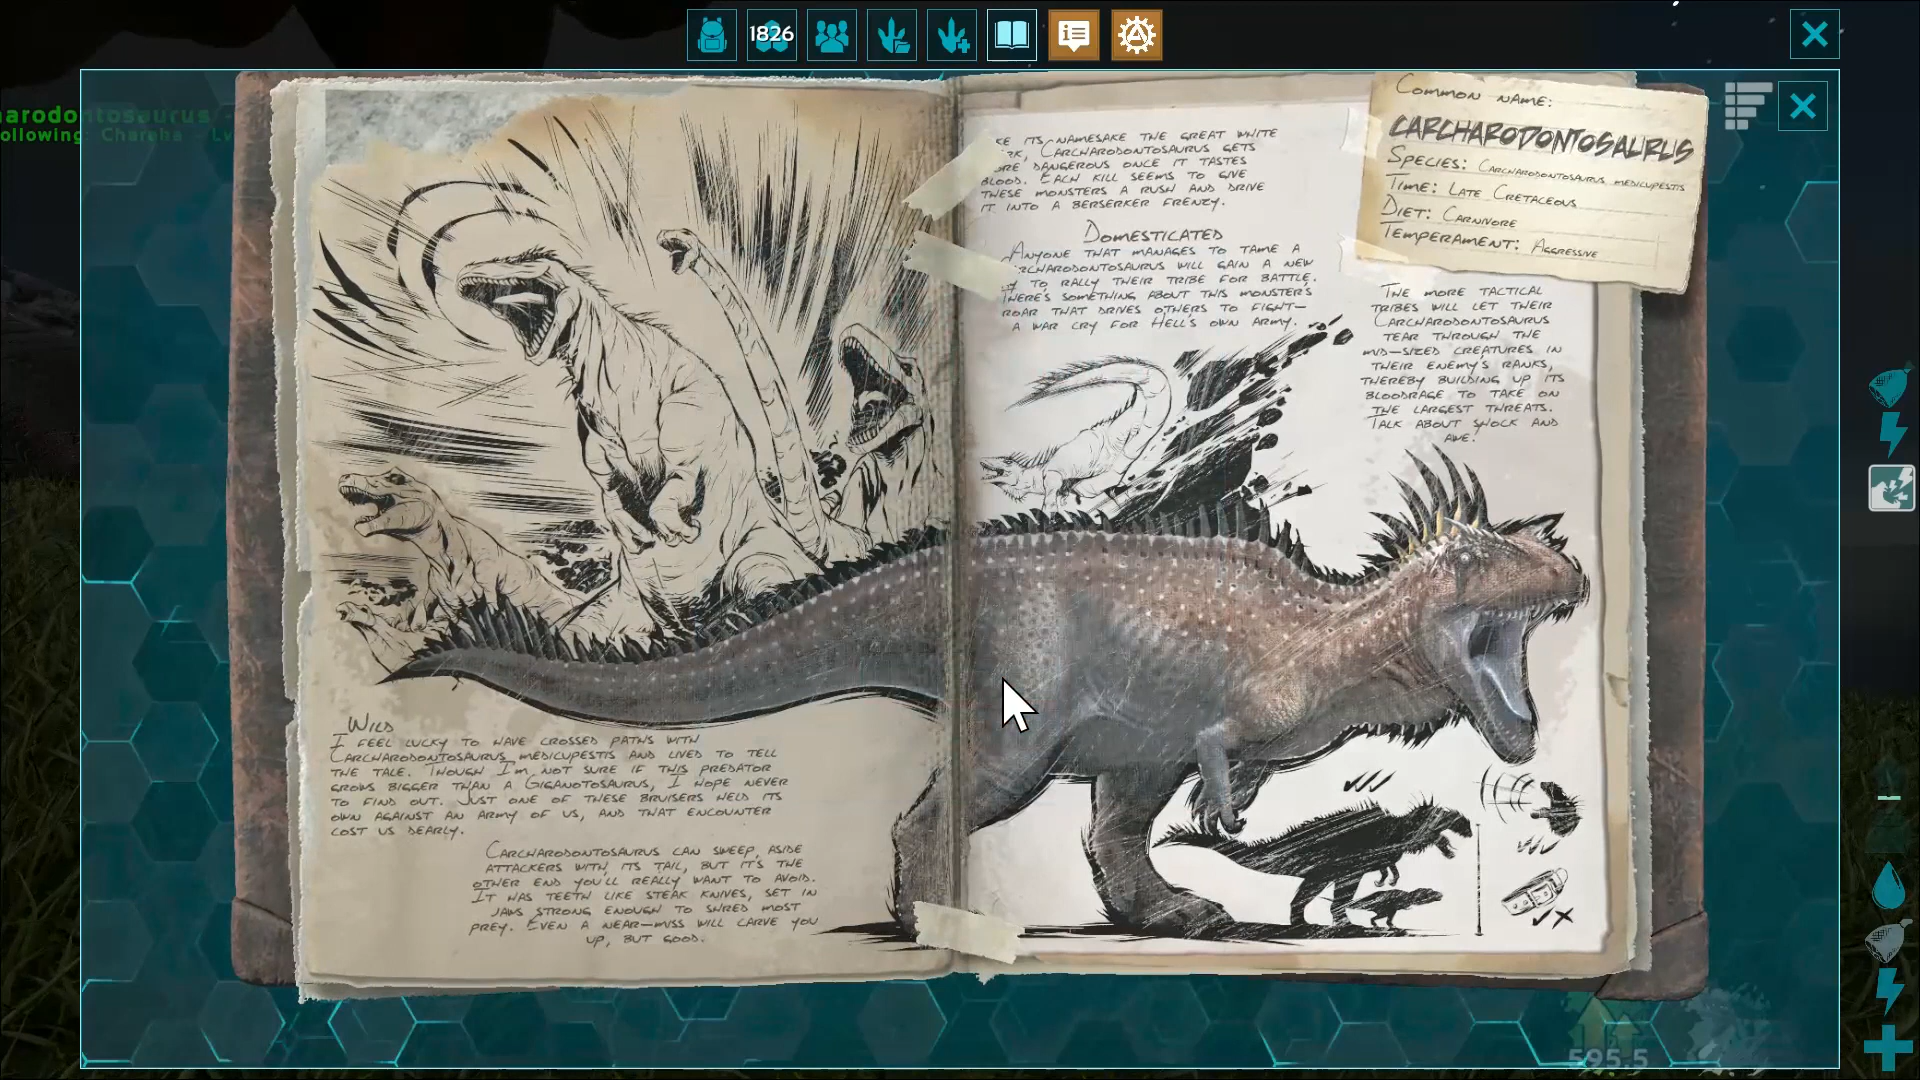 1826
arodontosaurus
ollowing: Chareha - Lv
Common name:
Carcharodontosaurus
Species: Carcharodontosaurus medicupestis
Time: Late Cretaceous
Diet: Carnivore
Temperament: Aggressive
ke its namesake the great white
rk, Carcharodontosaurus gets
ore dangerous once it tastes
blood. Each kill seems to give
these monsters a rush and drive
it into a berserker frenzy.
Domesticated
Anyone that manages to tame a
rcharodontosaurus will gain a new
y to rally their tribe for battle.
There's something about this monster's
roar that drives others to fight—
a war cry for Hell's own army.
The more tactical
tribes will let their
Carcharodontosaurus
tear through the
mid-sized creatures in
their enemy's ranks,
thereby building up its
bloodrage to take on
the largest threats.
Talk about shock and
awe.
Wild
I feel lucky to have crossed paths with
Carcharodontosaurus medicupestis and lived to tell
the tale. Though I'm not sure if this predator
grows bigger than a Giganotosaurus, I hope never
to find out. Just one of these bruisers held its
own against an army of us, and that encounter
cost us dearly.
Carcharodontosaurus can sweep aside
attackers with its tail, but it's the
other end you'll really want to avoid.
It has teeth like steak knives, set in
jaws strong enough to shred most
prey. Even a near-miss will carve you
up, but good.
595.5